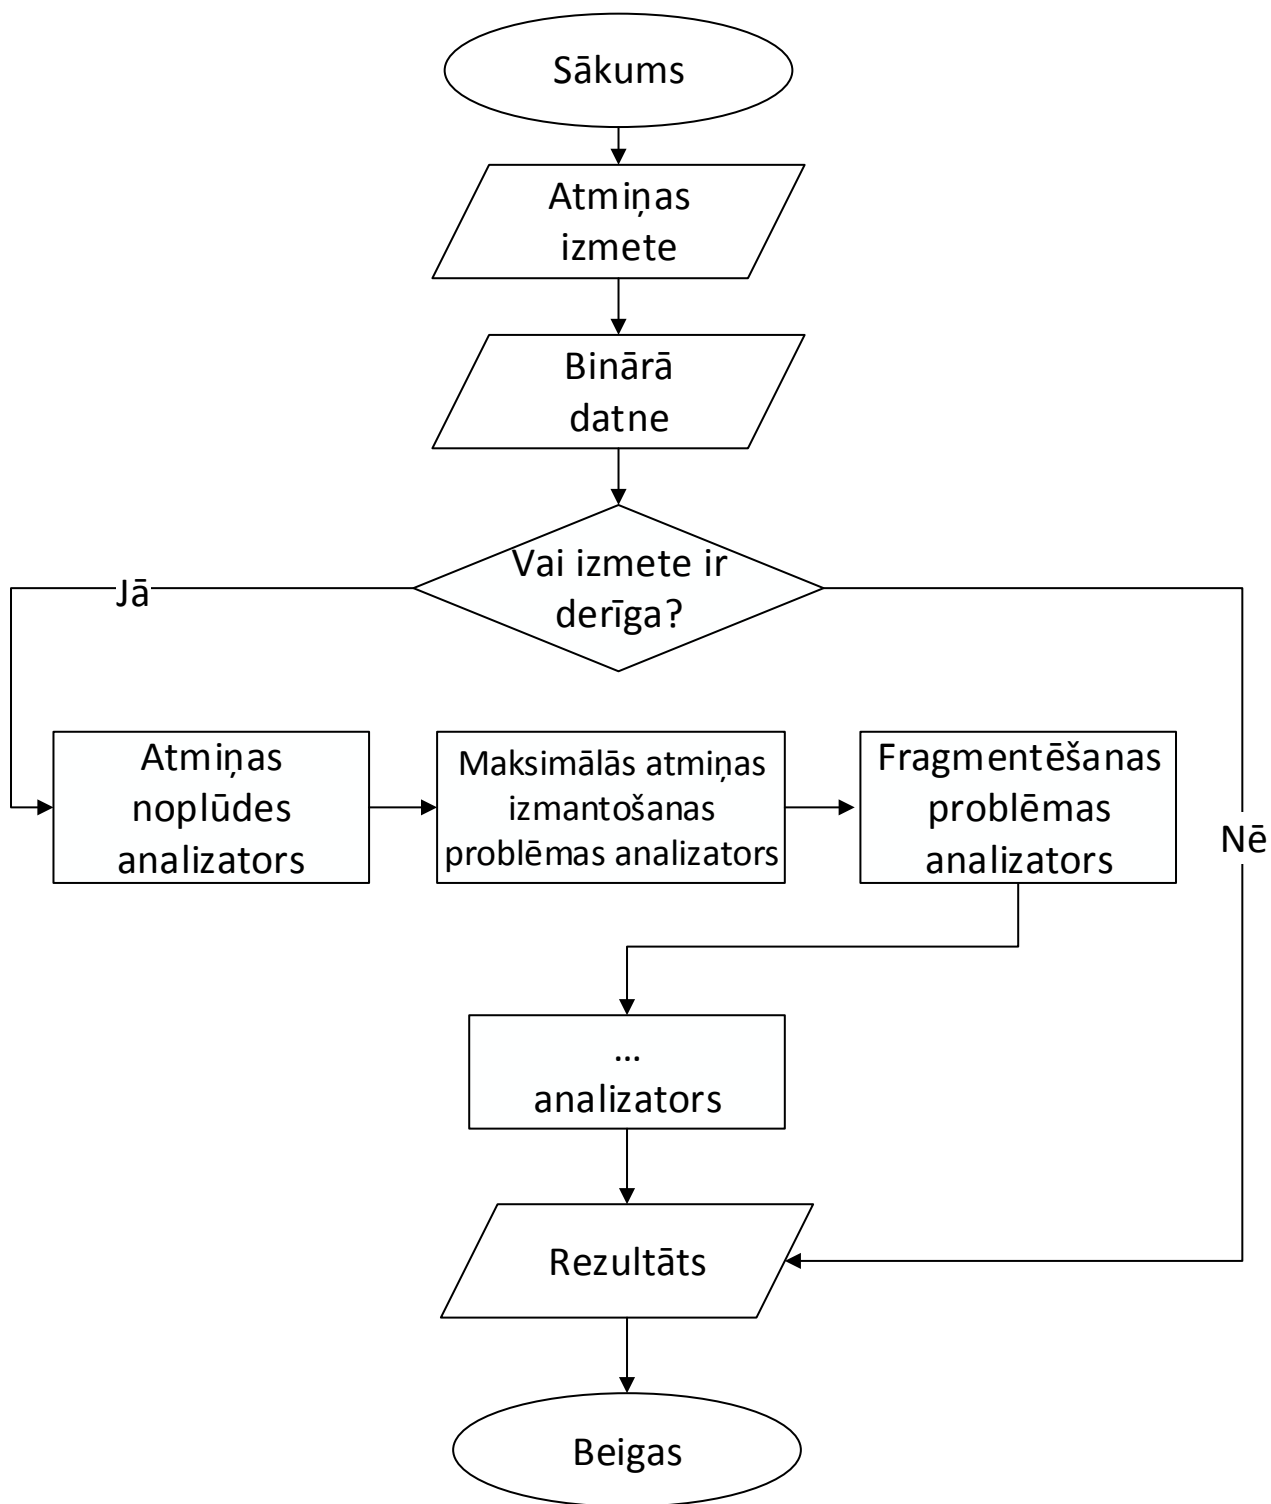 Sākums
Atmiņas
izmete
Binārā
datne
Vai izmete ir
derīga?
Jā
Atmiņas
noplūdes
analizators
Maksimālās atmiņas
izmantošanas
problēmas analizators
Fragmentēšanas
problēmas
analizators
Nē
...
analizators
Rezultāts
Beigas